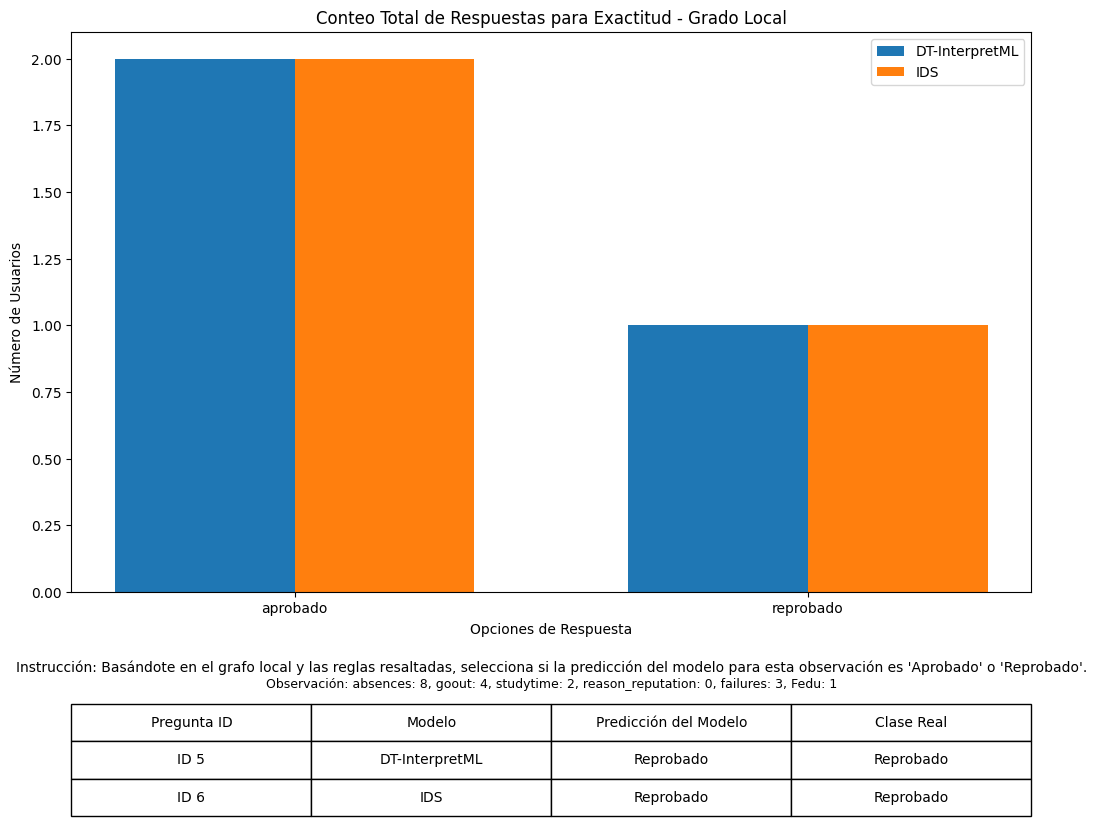 Conteo Total de Respuestas para Exactitud - Grado Local
DT-InterpretML
IDS
Número de Usuarios
2.00
1.75
1.50
1.25
1.00
0.75
0.50
0.25
0.00
aprobado
reprobado
Opciones de Respuesta
Instrucción: Basándote en el grafo local y las reglas resaltadas, selecciona si la predicción del modelo para esta observación es 'Aprobado' o 'Reprobado'.
Observación: absences: 8, goout: 4, studytime: 2, reason_reputation: 0, failures: 3, Fedu: 1
Pregunta ID Modelo Predicción del Modelo Clase Real
ID 5 DT-InterpretML Reprobado Reprobado
ID 6 IDS Reprobado Reprobado